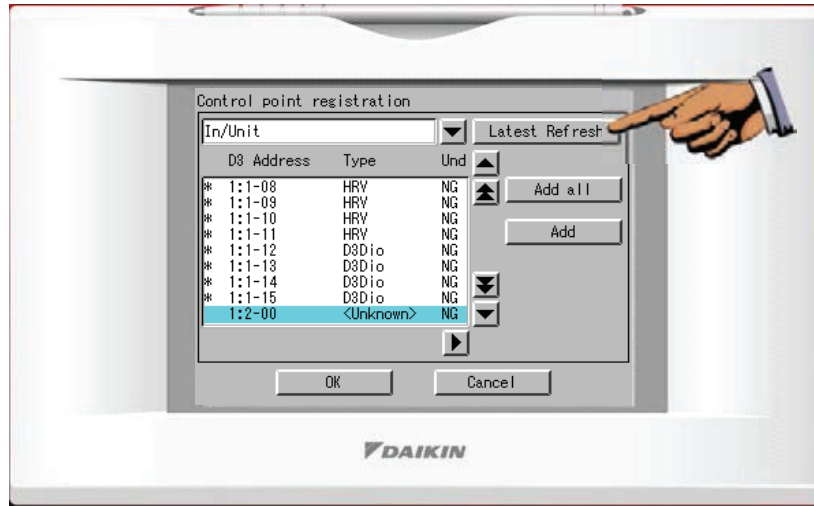 Control point registration
In/Unit
Latest Refresh
D3 Address Type Und
* 1:1-08 HRV NG
* 1:1-09 HRV NG
* 1:1-10 HRV NG
* 1:1-11 HRV NG
* 1:1-12 D3Dio NG
* 1:1-13 D3Dio NG
* 1:1-14 D3Dio NG
* 1:1-15 D3Dio NG
1:2-00 <Unknown> NG
Add all
Add
OK Cancel
DAIKIN